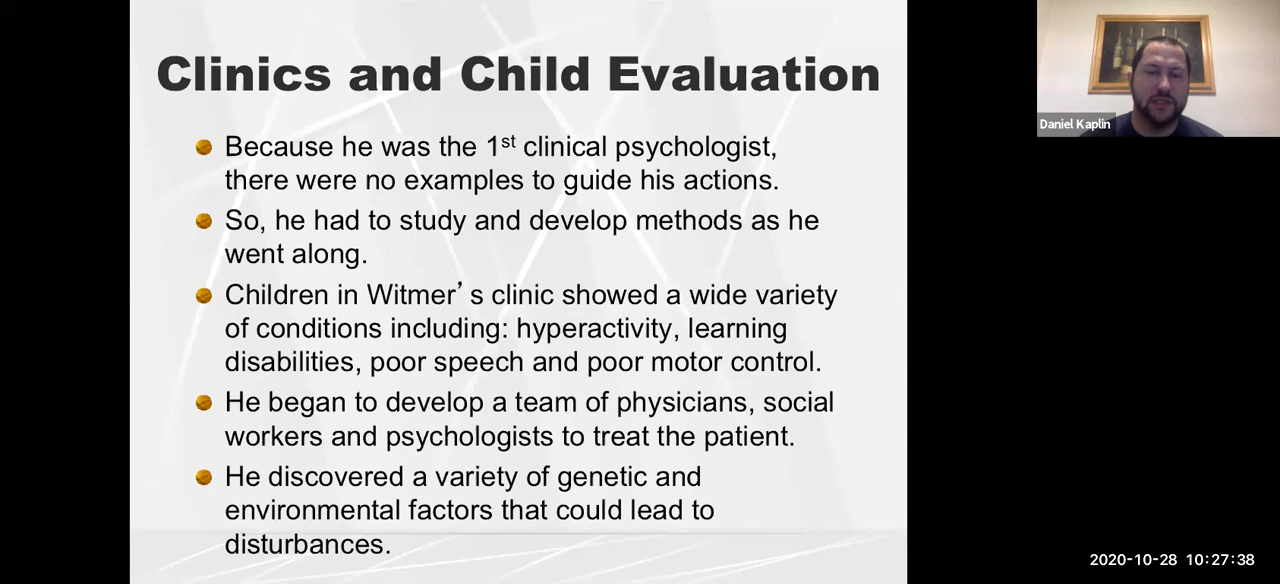 Clinics and Child Evaluation
Because he was the 1st clinical psychologist,
there were no examples to guide his actions.
So, he had to study and develop methods as he
went along.
Children in Witmer’ s clinic showed a wide variety
of conditions including: hyperactivity, learning
disabilities, poor speech and poor motor control.
He began to develop a team of physicians, social
workers and psychologists to treat the patient.
He discovered a variety of genetic and
environmental factors that could lead to
disturbances.
Daniel Kaplin
2020-10-28 10:27:38